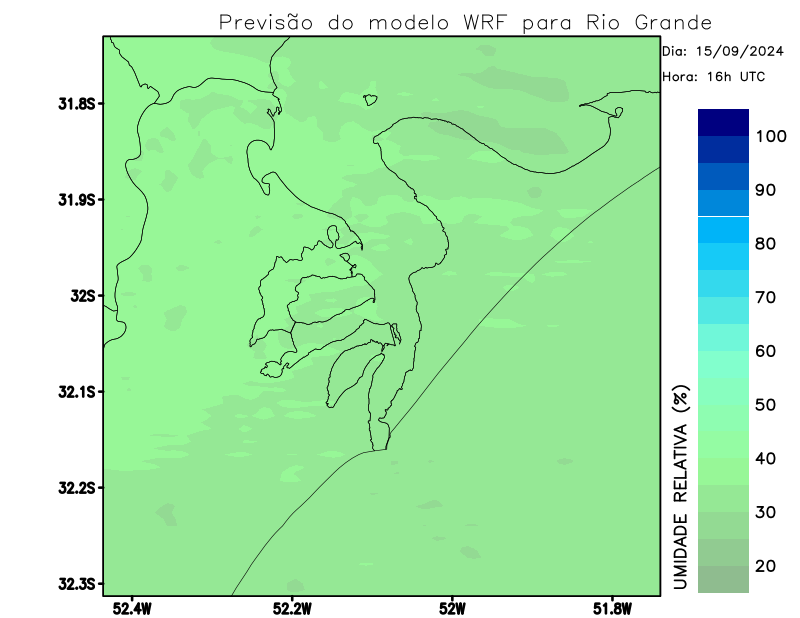 Previsão do modelo WRF para Rio Grande
Dia: 15/09/2024
Hora: 16h UTC
31.8S
31.9S
32S
32.1S
32.2S
32.3S
52.4W
52.2W
52W
51.8W
UMIDADE RELATIVA (%)
100
90
80
70
60
50
40
30
20